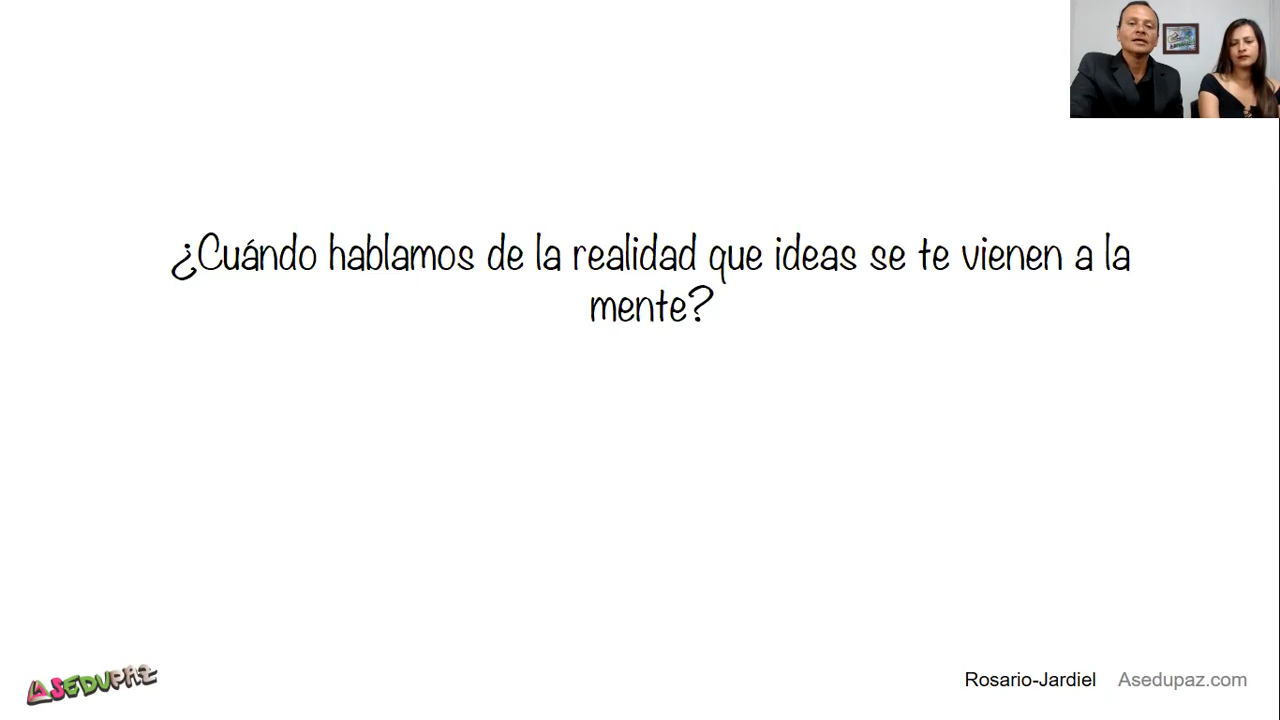 ¿Cuándo hablamos de la realidad que ideas se te vienen a la
mente?
ASEDUPAZ
Rosario-Jardiel Asedupaz.com